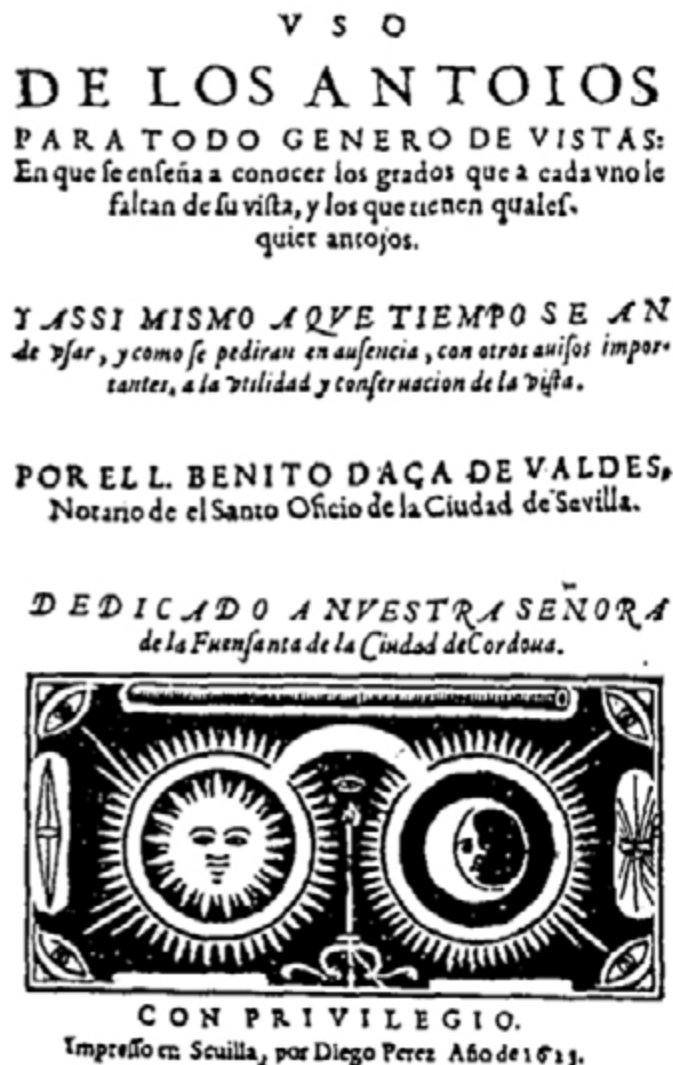 VSO
DE LOS ANTOIOS
PARA TODO GENERO DE VISTAS:
En que ſe enſeña a conocer los grados que a cada vno le
faltan de ſu viſta, y los que tienen qualeſ-
quier antojos.
Y ASSI MISMO A QVE TIEMPO SE AN
de vſar, y como ſe pediran en auſencia, con otros auiſos impor-
tantes, a la vtilidad y conſeruacion de la viſta.
POR EL L. BENITO DAÇA DE VALDES,
Notario de el Santo Oficio de la Ciudad de Sevilla.
DEDICADO A NVESTRA SEÑORA
de la Fuenſanta de la Ciudad de Cordoua.
CON PRIVILEGIO.
Impreſſo en Seuilla, por Diego Perez Año de 1623.